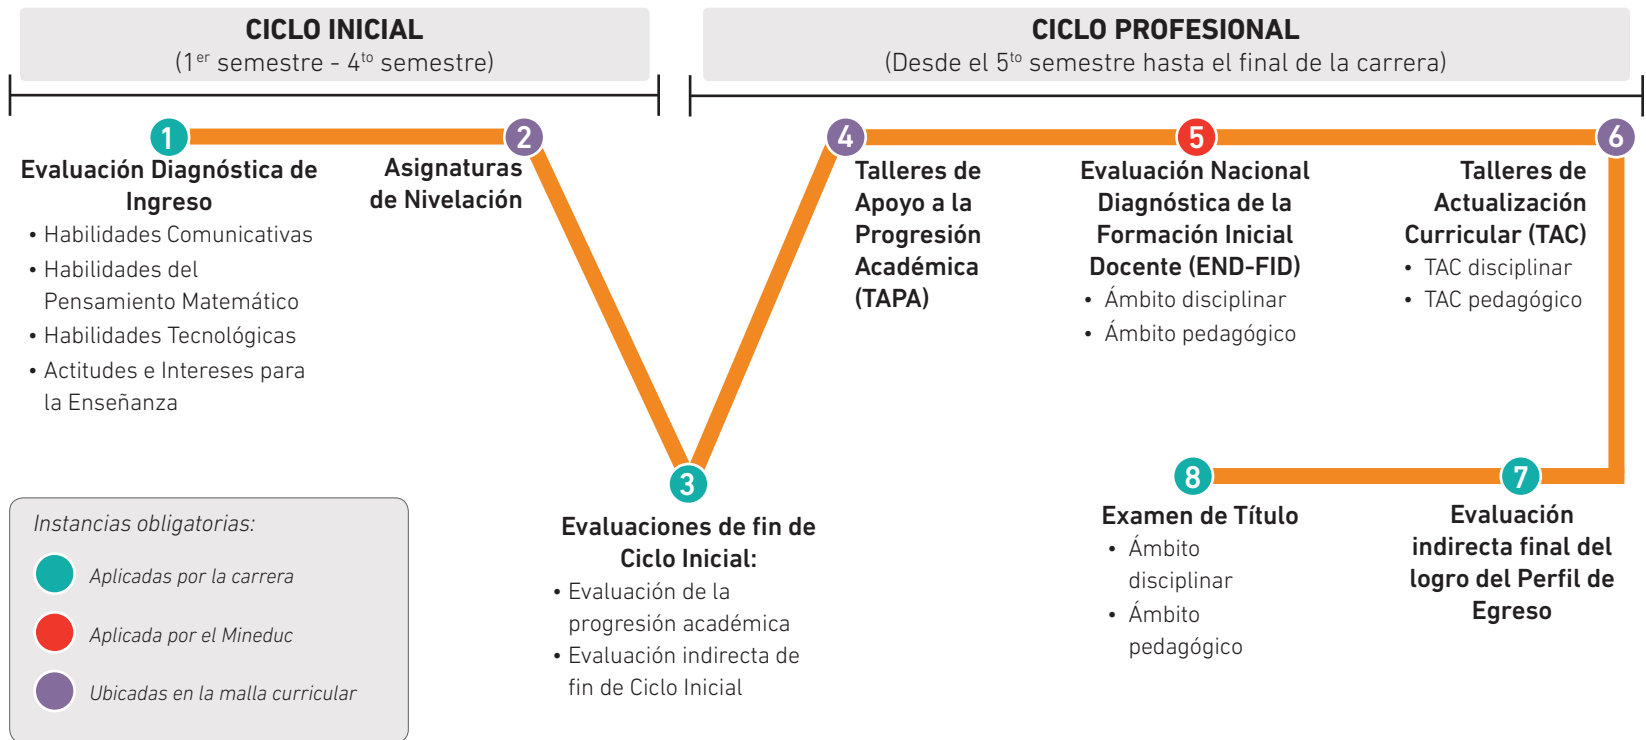 CICLO INICIAL
(1er semestre - 4to semestre)
CICLO PROFESIONAL
(Desde el 5to semestre hasta el final de la carrera)
1
Evaluación Diagnóstica de
Ingreso
• Habilidades Comunicativas
• Habilidades del
Pensamiento Matemático
• Habilidades Tecnológicas
• Actitudes e Intereses para
la Enseñanza
2
Asignaturas
de Nivelación
3
Evaluaciones de fin de
Ciclo Inicial:
• Evaluación de la
progresión académica
• Evaluación indirecta de
fin de Ciclo Inicial
4
Talleres de
Apoyo a la
Progresión
Académica
(TAPA)
5
Evaluación Nacional
Diagnóstica de la
Formación Inicial
Docente (END-FID)
• Ámbito disciplinar
• Ámbito pedagógico
6
Talleres de
Actualización
Curricular (TAC)
• TAC disciplinar
• TAC pedagógico
7
Evaluación
indirecta final del
logro del Perfil de
Egreso
8
Examen de Título
• Ámbito
disciplinar
• Ámbito
pedagógico
Instancias obligatorias:
Aplicadas por la carrera
Aplicada por el Mineduc
Ubicadas en la malla curricular